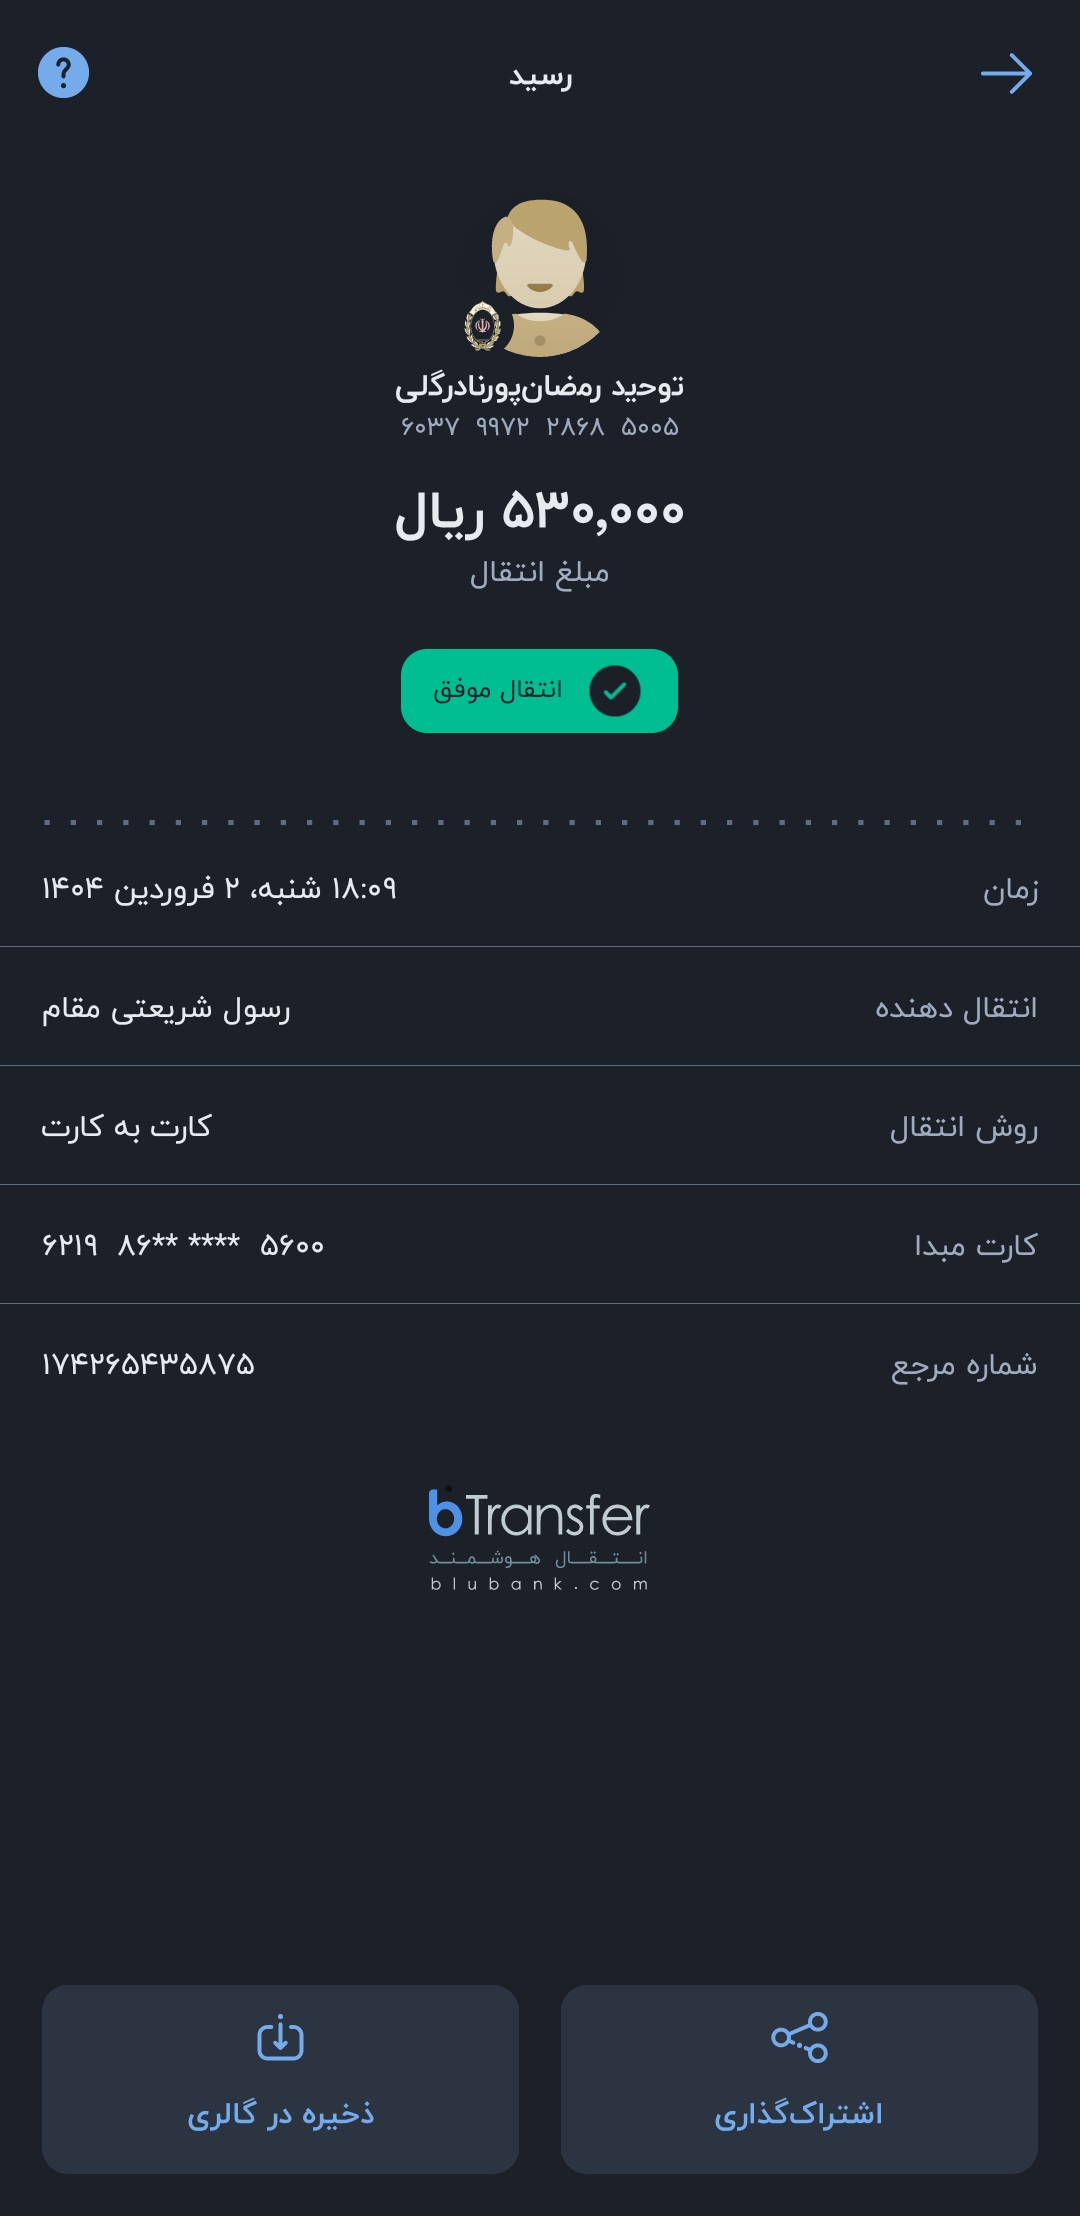 رسید
توحید رمضان‌پورنادرگلی
۶۰۳۷ ۹۹۷۲ ۲۸۶۸ ۵۰۰۵
۵۳۰,۰۰۰ ریال
مبلغ انتقال
انتقال موفق
زمان ۱۸:۰۹ شنبه، ۲ فروردین ۱۴۰۴
انتقال دهنده رسول شریعتی مقام
روش انتقال کارت به کارت
کارت مبدا ۶۲۱۹ ۸۶** **** ۵۶۰۰
شماره مرجع ۱۷۴۲۶۵۴۳۵۸۷۵
bTransfer
انـتـقـال هـوشـمـنـد
blubank.com
اشتراک‌گذاری
ذخیره در گالری